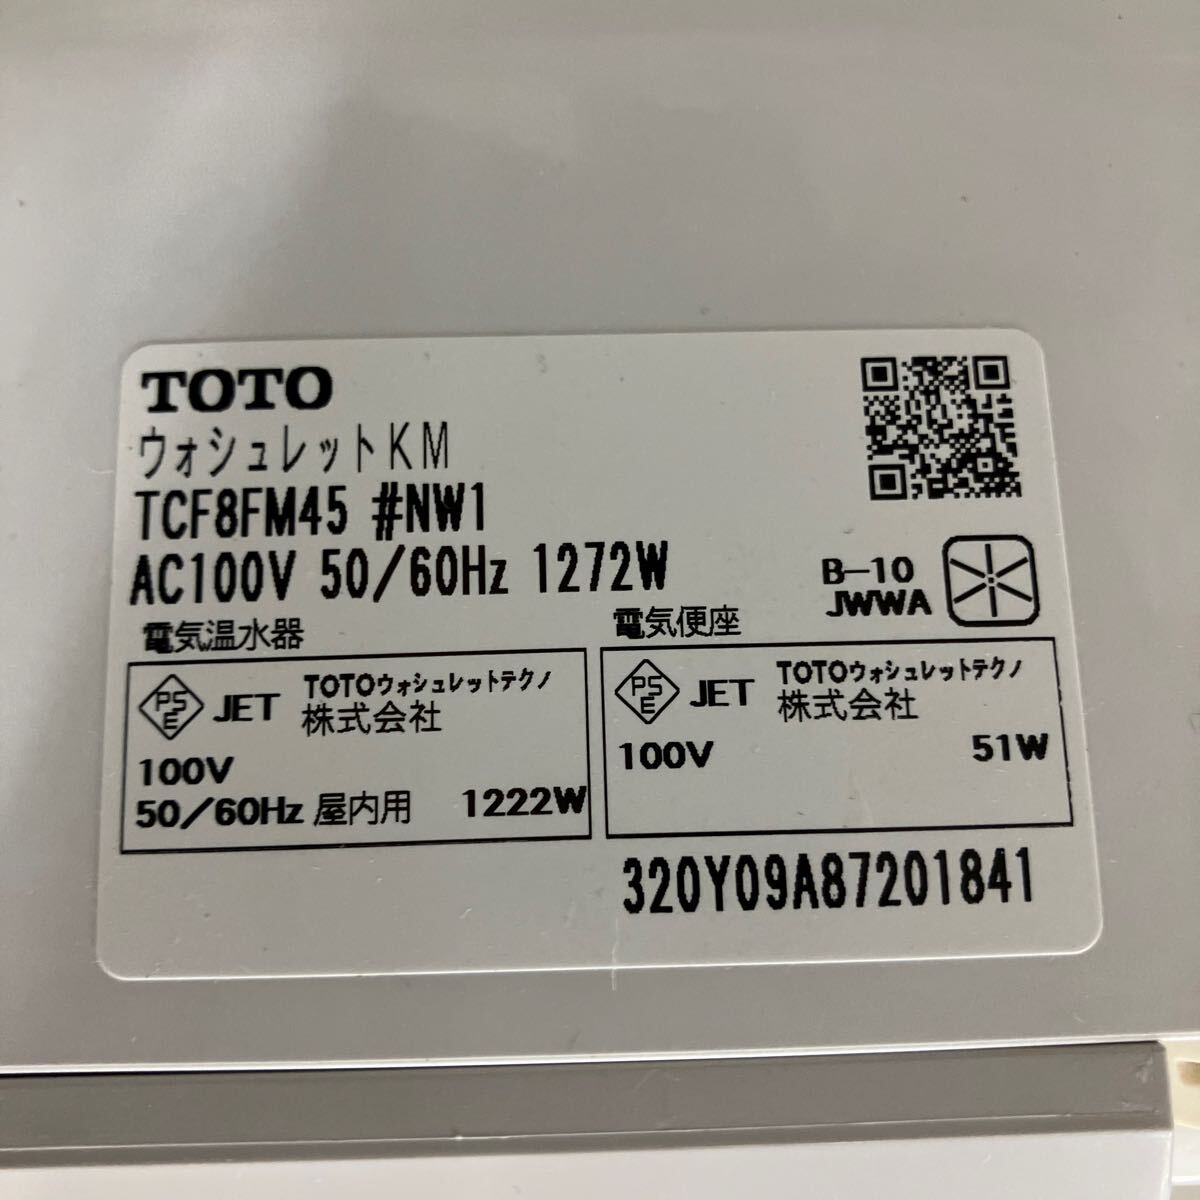 TOTO
ウォシュレットKM
TCF8FM45 #NW1
AC100V 50/60Hz 1272W
B-10
JWWA
電気温水器
PSE JET TOTOウォシュレットテクノ
株式会社
100V
50/60Hz 屋内用 1222W
電気便座
PSE JET TOTOウォシュレットテクノ
株式会社
100V 51W
320Y09A87201841